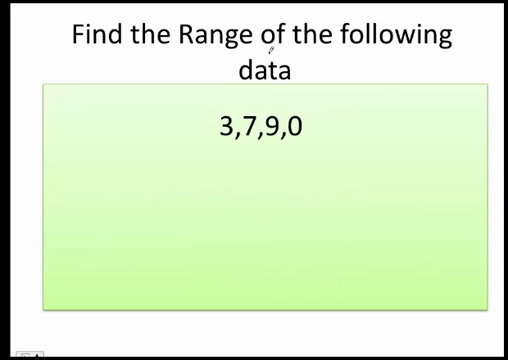 Find the Range of the following
data
3,7,9,0